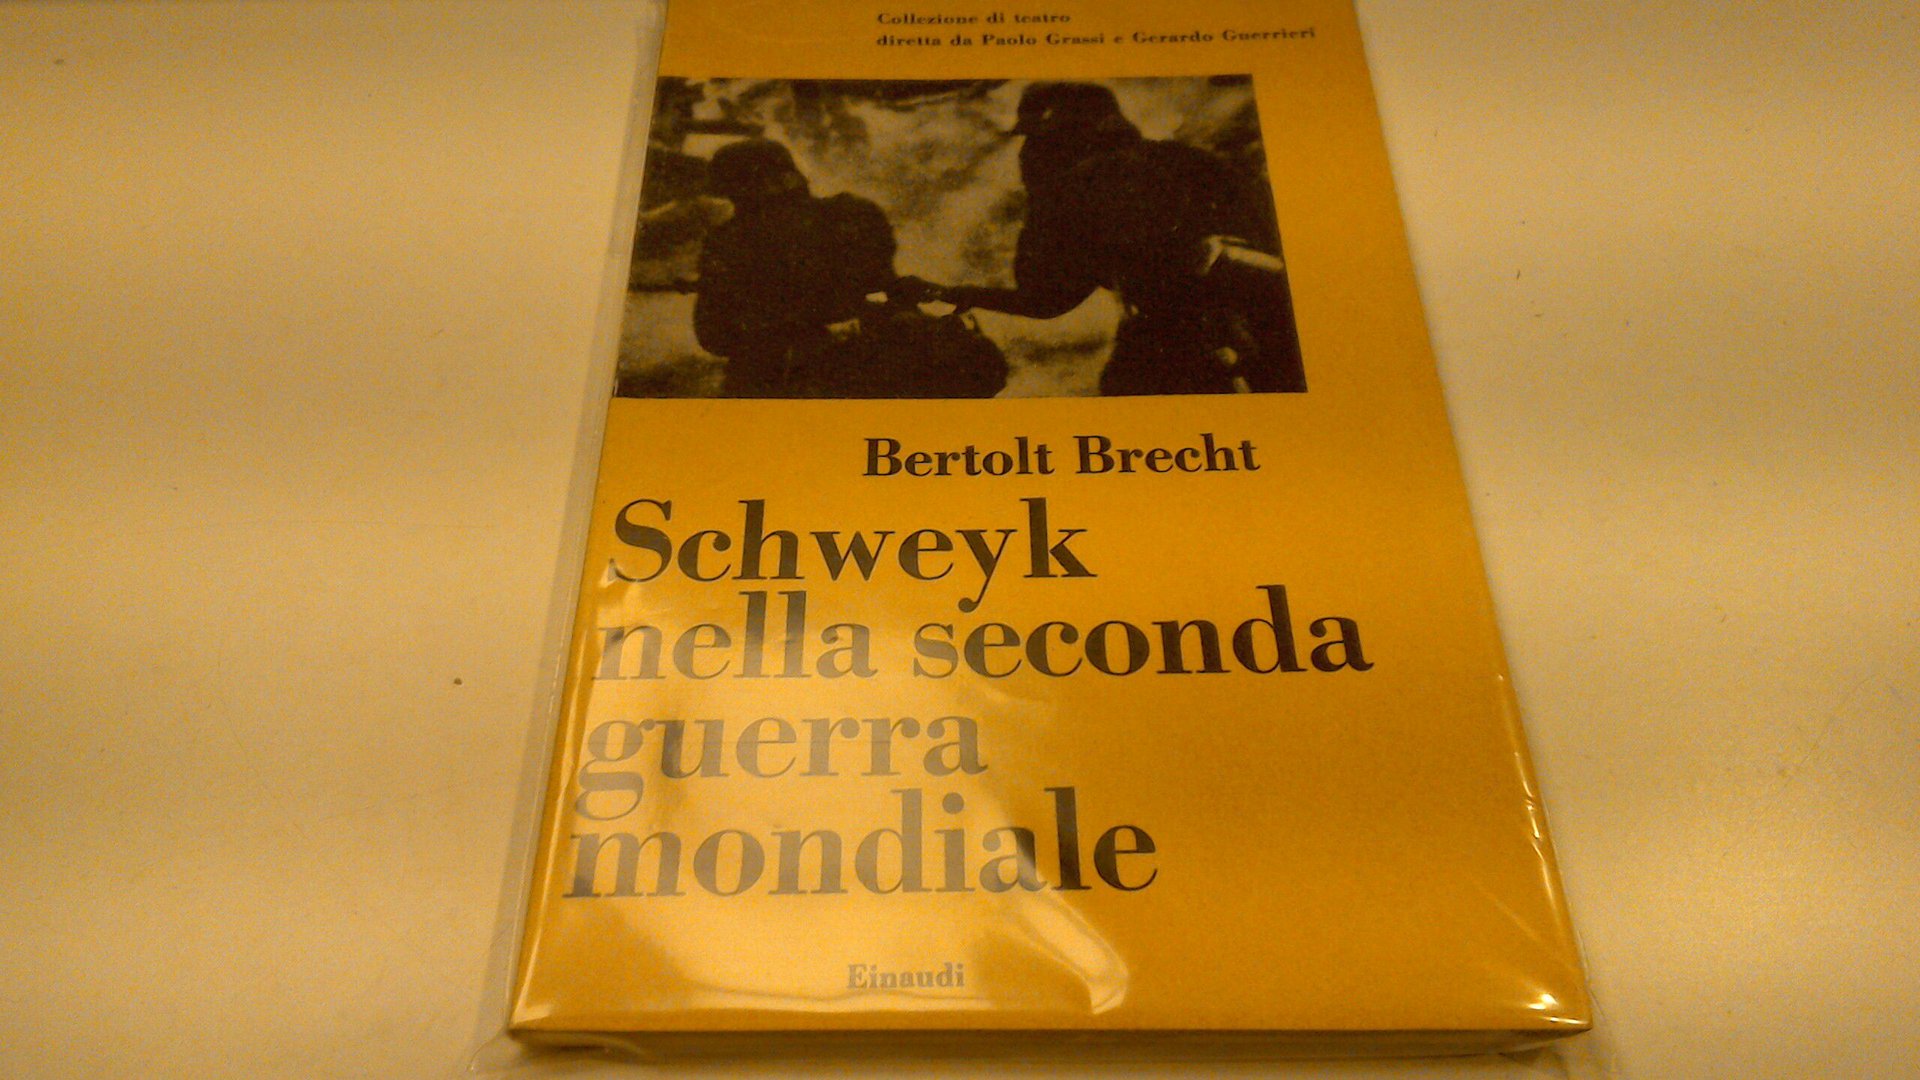 Collezione di teatro
diretta da Paolo Grassi e Gerardo Guerrieri
Bertolt Brecht
Schweyk
nella seconda
guerra
mondiale
Einaudi